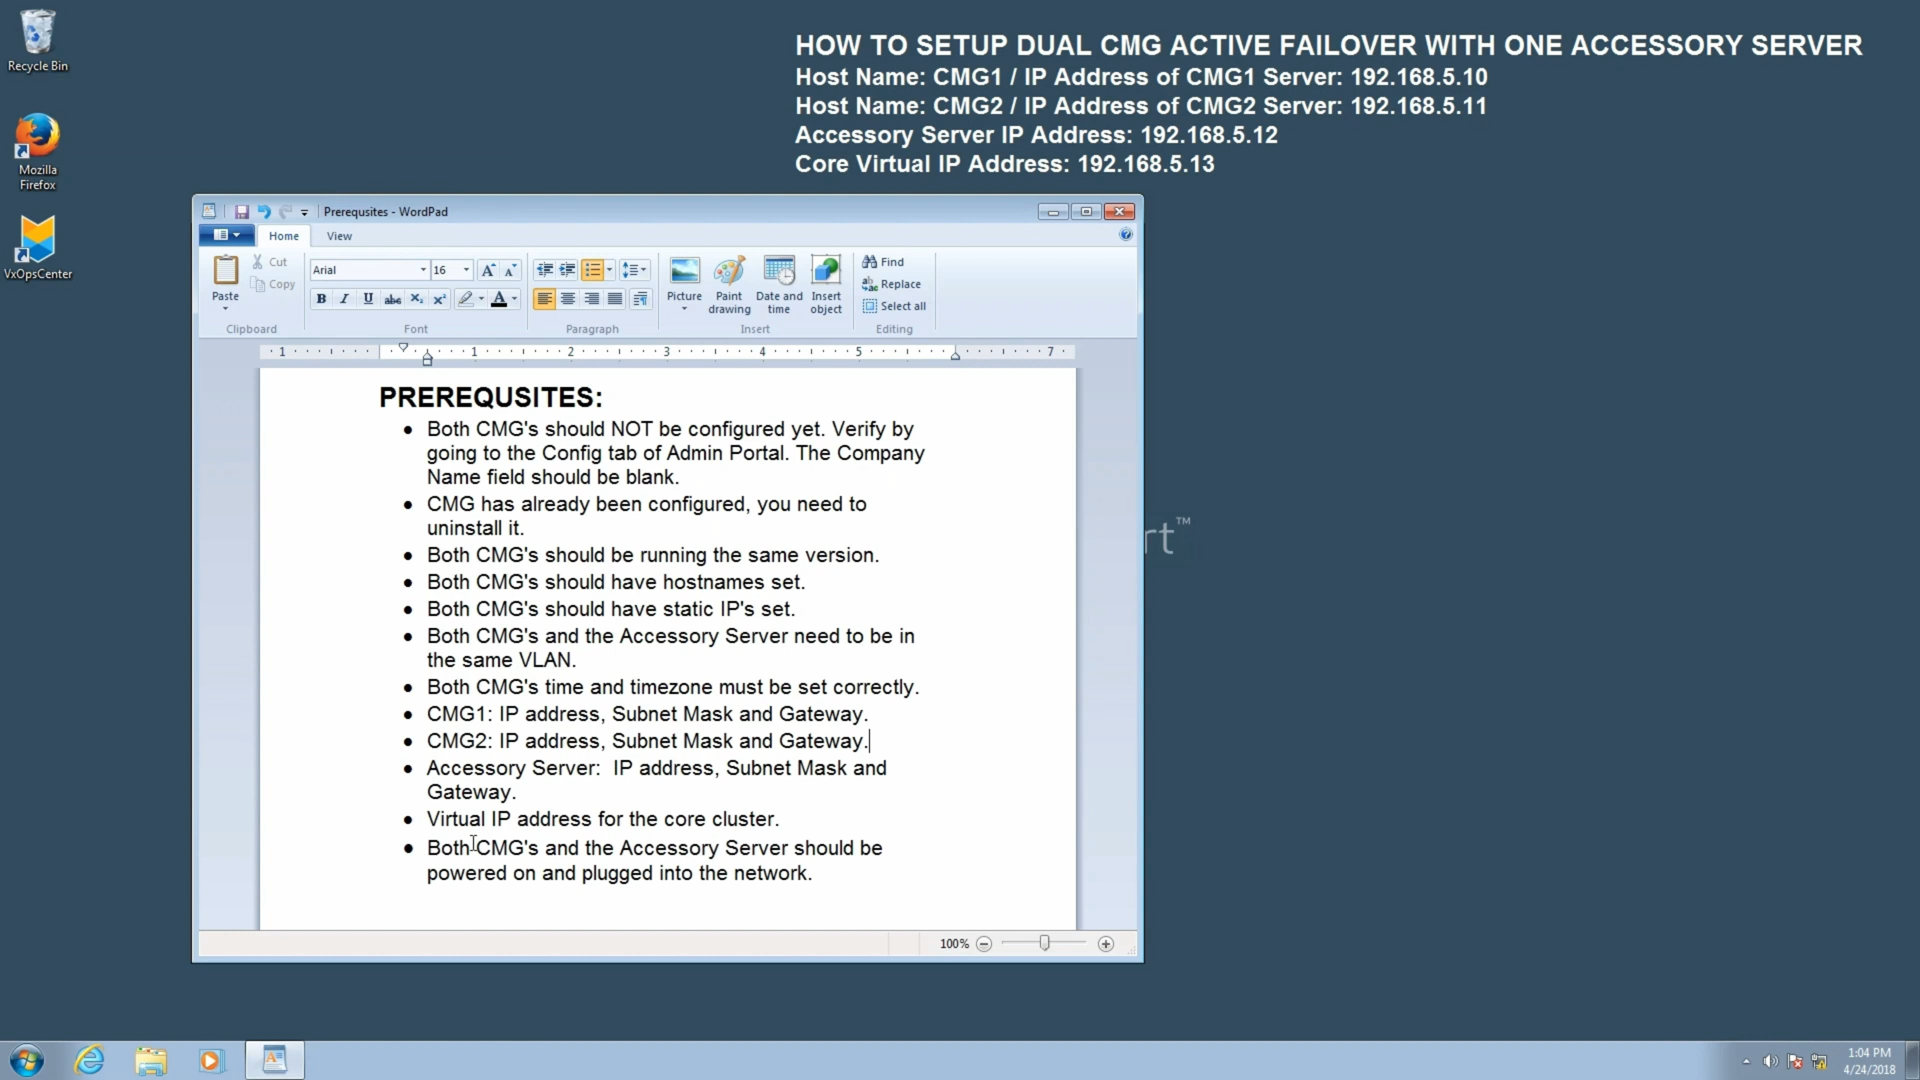 Recycle Bin
Mozilla
Firefox
VxOpsCenter
HOW TO SETUP DUAL CMG ACTIVE FAILOVER WITH ONE ACCESSORY SERVER
Host Name: CMG1 / IP Address of CMG1 Server: 192.168.5.10
Host Name: CMG2 / IP Address of CMG2 Server: 192.168.5.11
Accessory Server IP Address: 192.168.5.12
Core Virtual IP Address: 192.168.5.13
Prerequsites - WordPad
Home View
Paste
Cut
Copy
Clipboard
Arial 16
B I U abc X₂ X²
A
Font
Paragraph
Picture
Paint
drawing
Date and
time
Insert
object
Insert
Find
Replace
Select all
Editing
1 1 2 3 4 5 7
PREREQUSITES:
• Both CMG's should NOT be configured yet. Verify by
going to the Config tab of Admin Portal. The Company
Name field should be blank.
• CMG has already been configured, you need to
uninstall it.
• Both CMG's should be running the same version.
• Both CMG's should have hostnames set.
• Both CMG's should have static IP's set.
• Both CMG's and the Accessory Server need to be in
the same VLAN.
• Both CMG's time and timezone must be set correctly.
• CMG1: IP address, Subnet Mask and Gateway.
• CMG2: IP address, Subnet Mask and Gateway.
• Accessory Server:  IP address, Subnet Mask and
Gateway.
• Virtual IP address for the core cluster.
• Both CMG's and the Accessory Server should be
powered on and plugged into the network.
rt™
100%
1:04 PM
4/24/2018